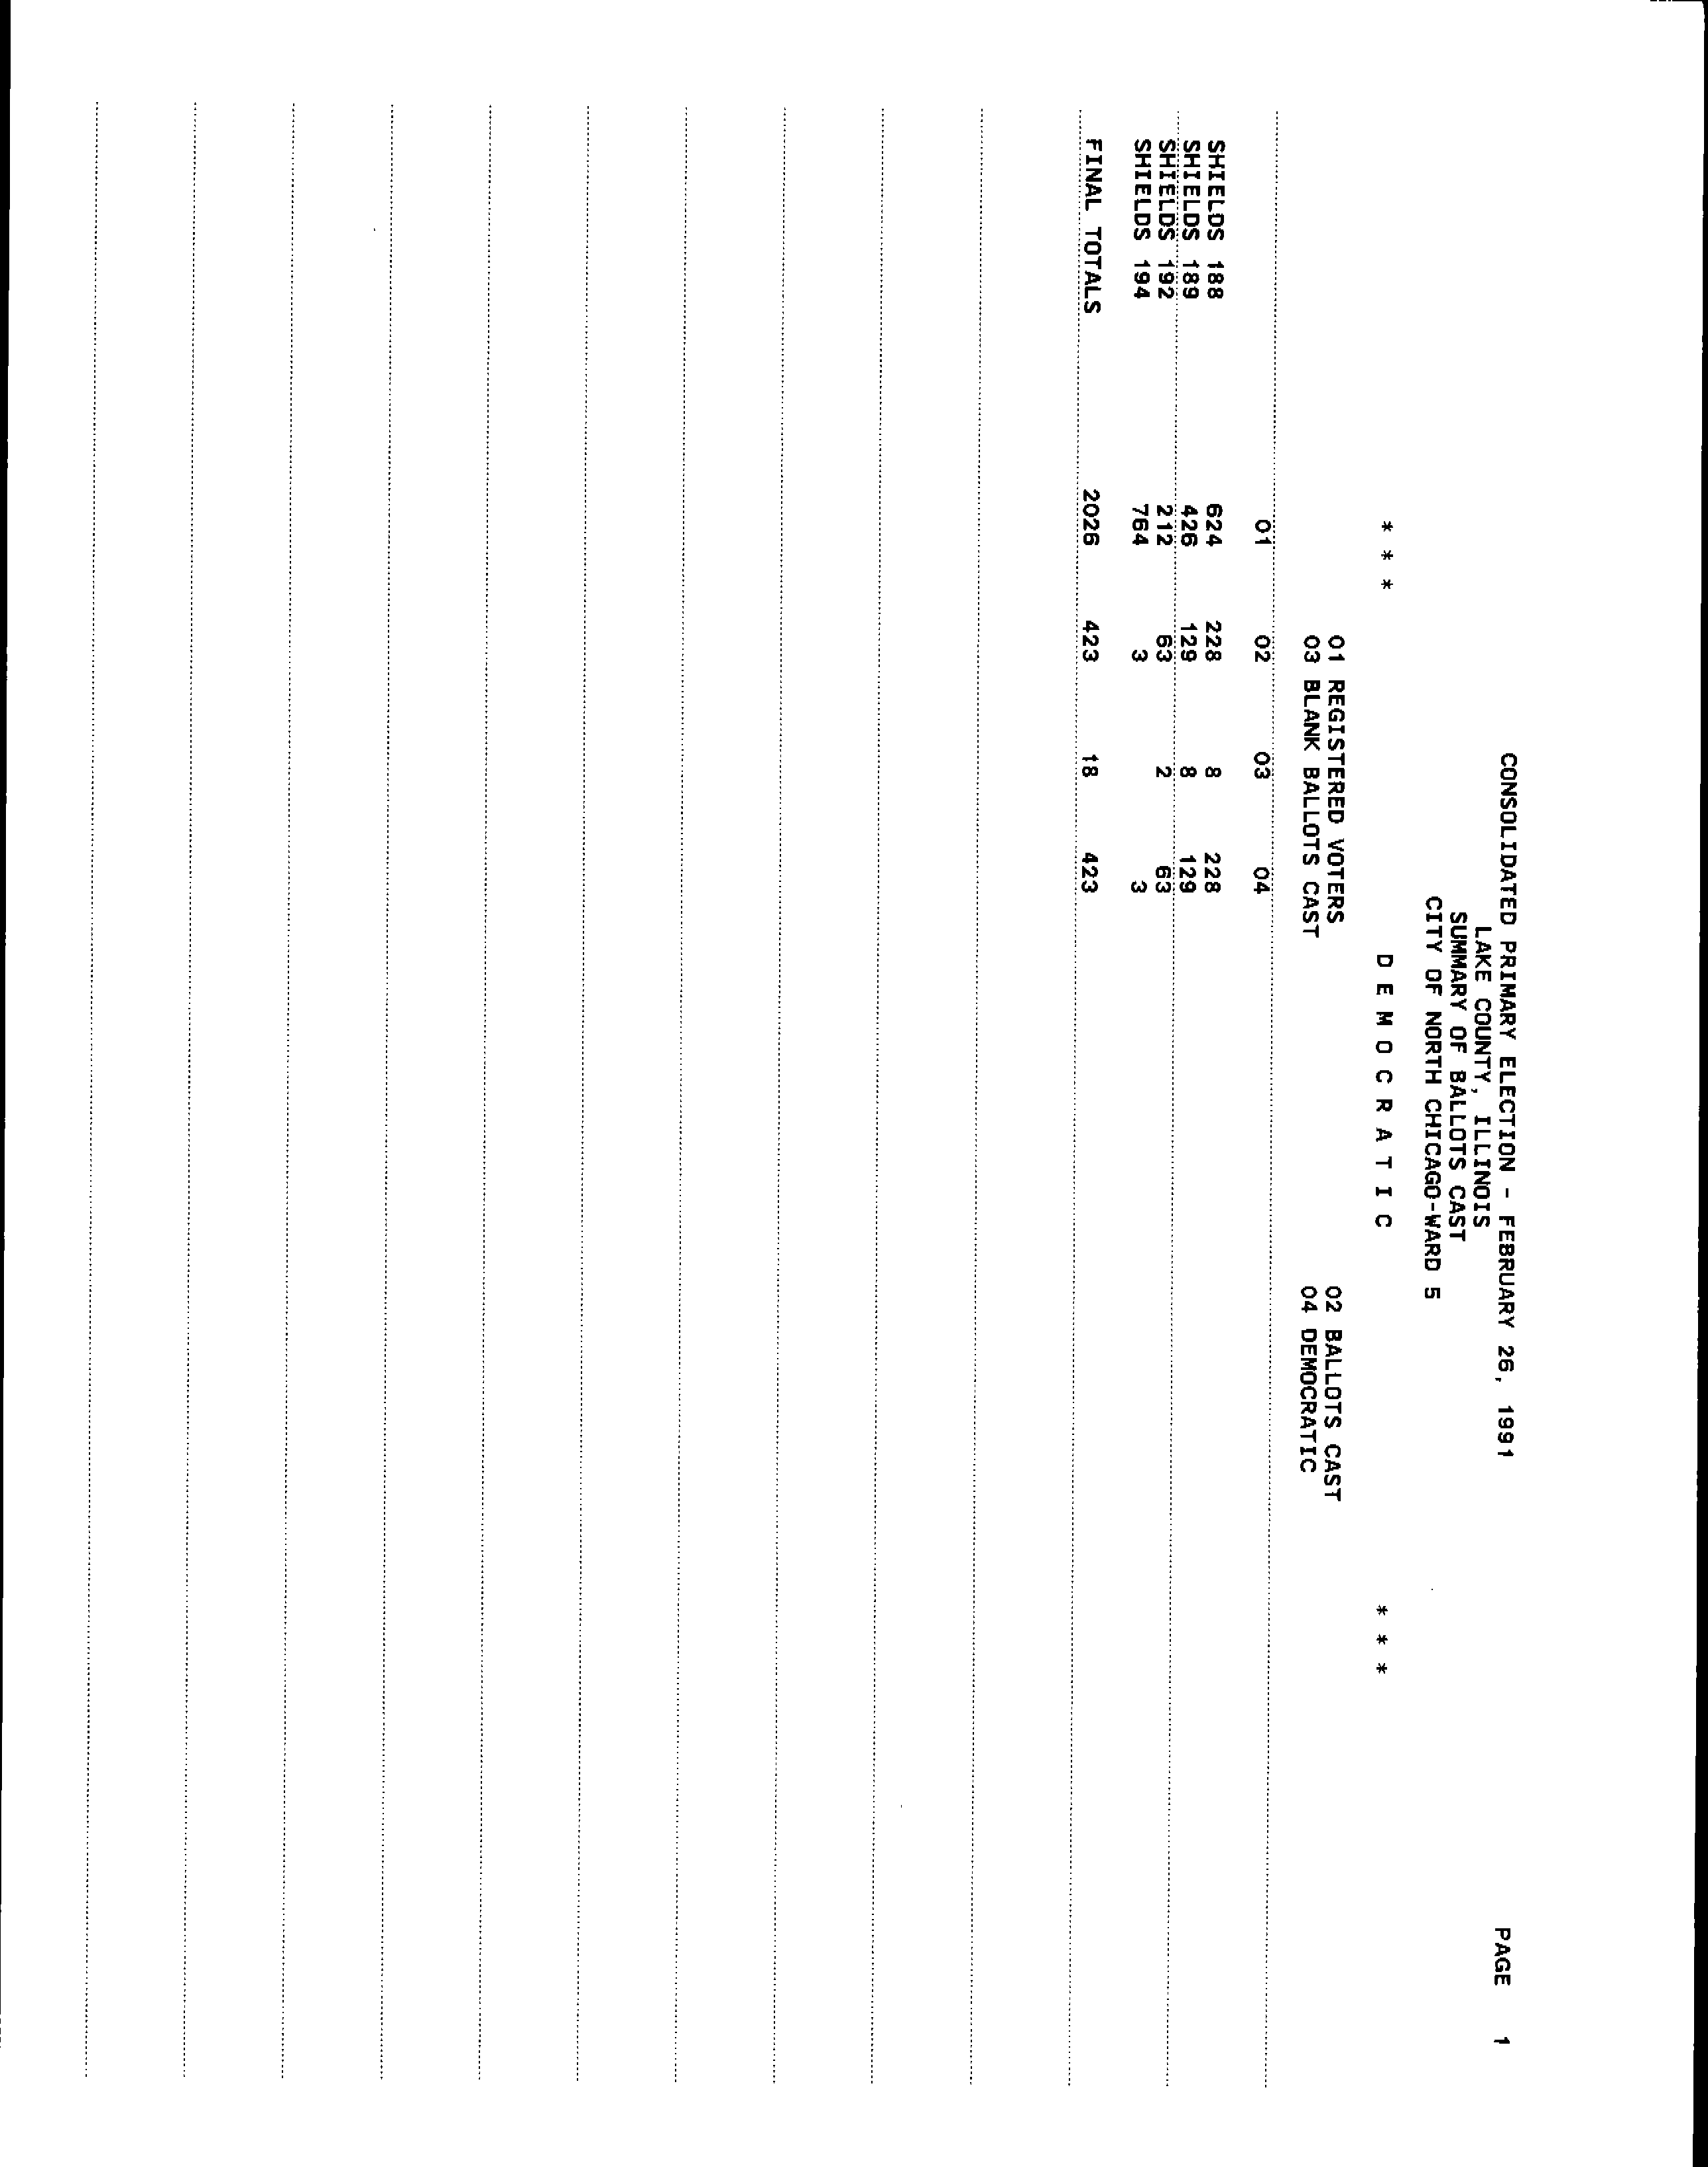 CONSOLIDATED PRIMARY ELECTION - FEBRUARY 26, 1991 PAGE 1
LAKE COUNTY, ILLINOIS
SUMMARY OF BALLOTS CAST
CITY OF NORTH CHICAGO-WARD 5
* * * D E M O C R A T I C * * *
01 REGISTERED VOTERS 02 BALLOTS CAST
03 BLANK BALLOTS CAST 04 DEMOCRATIC
01 02 03 04
SHIELDS 188 624 228 8 228
SHIELDS 189 426 129 8 129
SHIELDS 192 212 63 2 63
SHIELDS 194 764 3 3
FINAL TOTALS 2026 423 18 423